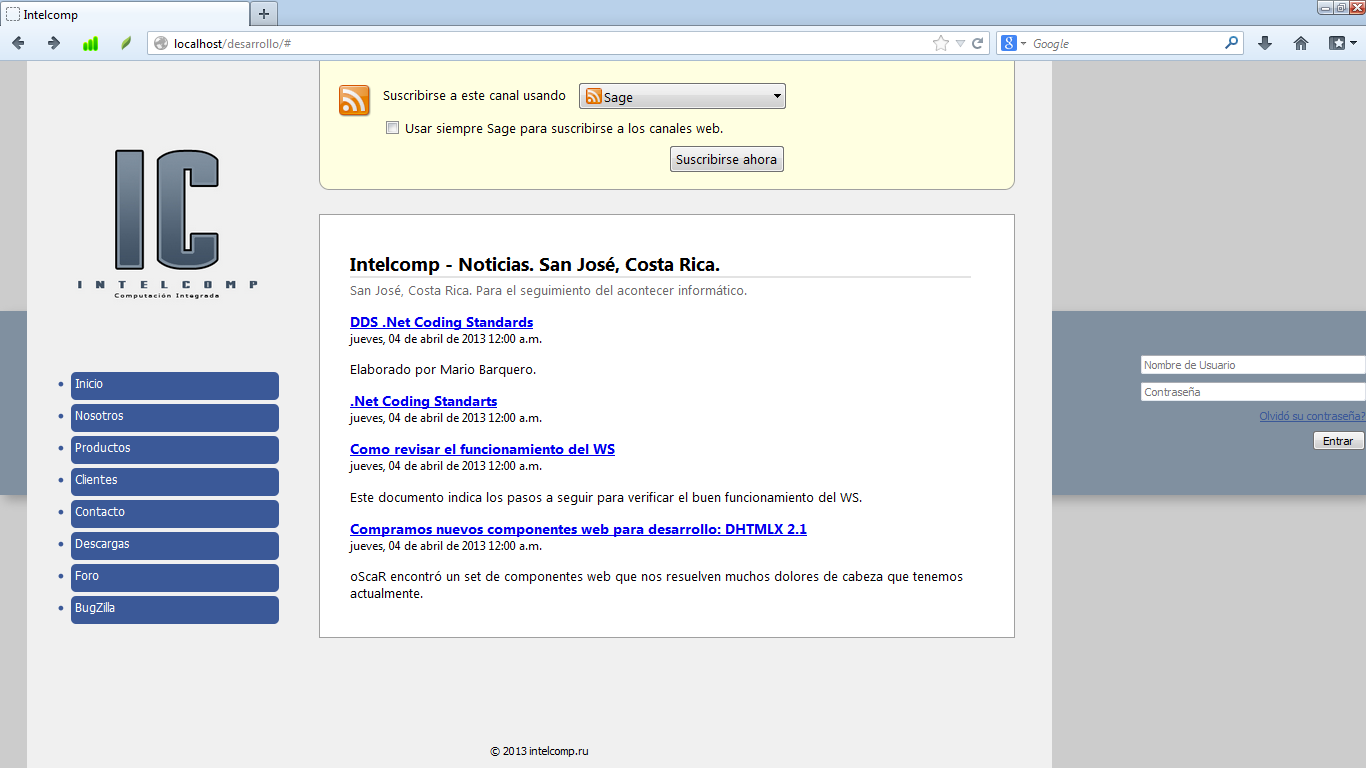 Intelcomp
localhost/desarrollo/#
Google
Suscribirse a este canal usando
Sage
Usar siempre Sage para suscribirse a los canales web.
Suscribirse ahora
IC
INTELCOMP
Computación Integrada
Inicio
Nosotros
Productos
Clientes
Contacto
Descargas
Foro
BugZilla
Intelcomp - Noticias. San José, Costa Rica.
San José, Costa Rica. Para el seguimiento del acontecer informático.
DDS .Net Coding Standards
jueves, 04 de abril de 2013 12:00 a.m.
Elaborado por Mario Barquero.
.Net Coding Standarts
jueves, 04 de abril de 2013 12:00 a.m.
Como revisar el funcionamiento del WS
jueves, 04 de abril de 2013 12:00 a.m.
Este documento indica los pasos a seguir para verificar el buen funcionamiento del WS.
Compramos nuevos componentes web para desarrollo: DHTMLX 2.1
jueves, 04 de abril de 2013 12:00 a.m.
oScaR encontró un set de componentes web que nos resuelven muchos dolores de cabeza que tenemos
actualmente.
Nombre de Usuario
Contraseña
Olvidó su contraseña?
Entrar
© 2013 intelcomp.ru